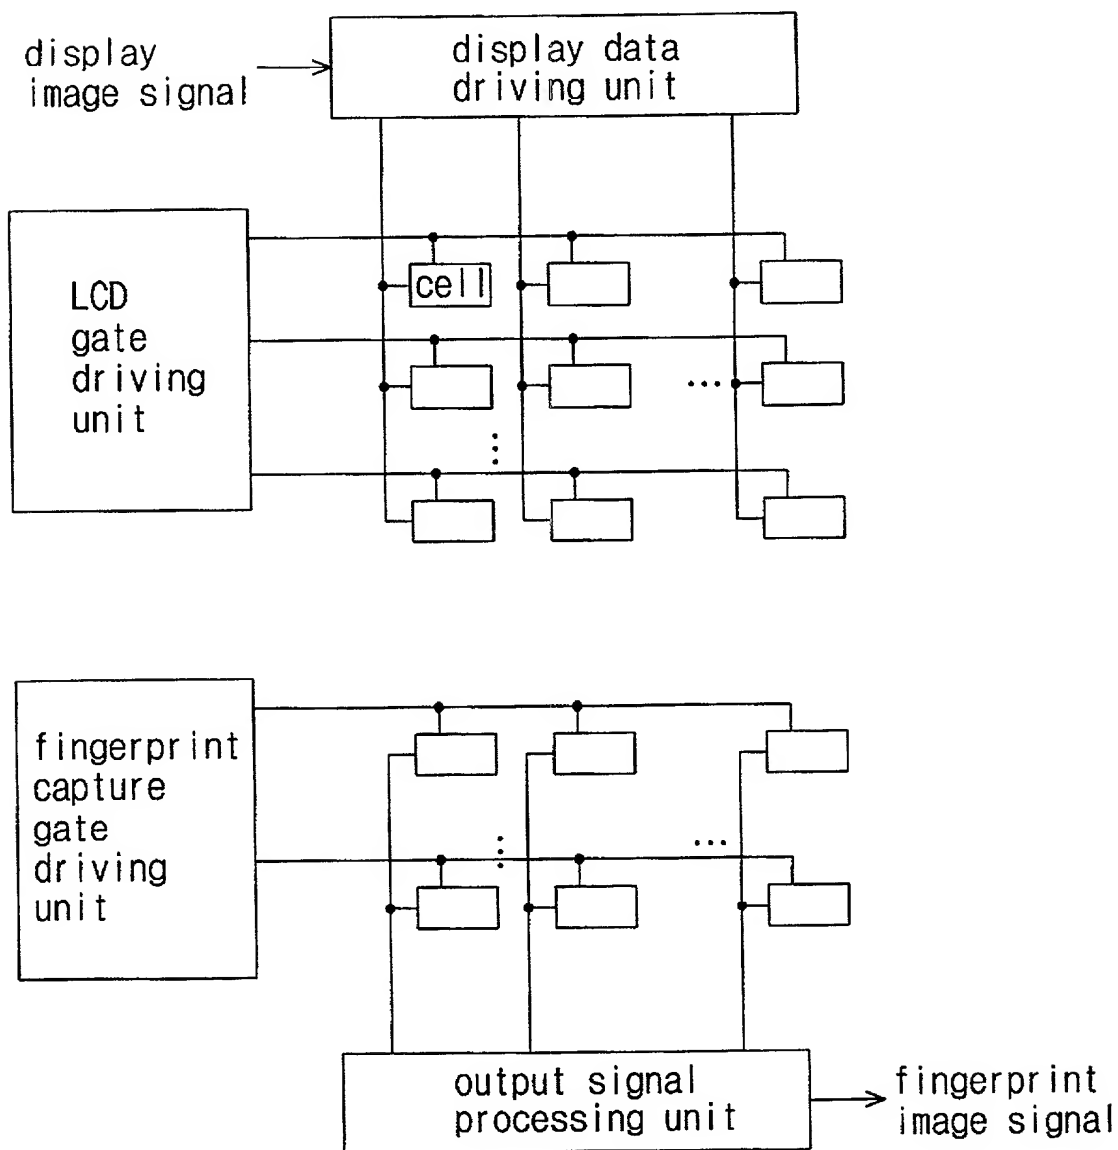 display
image signal
display data
driving unit
LCD
gate
driving
unit
cell
fingerprint
capture
gate
driving
unit
output signal
processing unit
fingerprint
image signal